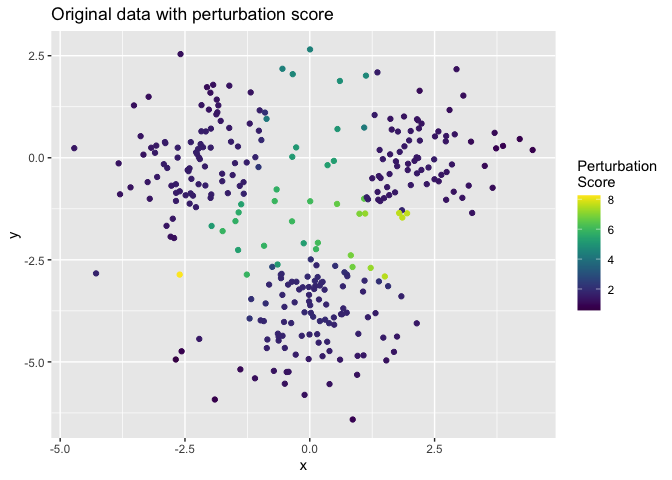 Original data with perturbation score
2.5
0.0
-2.5
-5.0
y
-5.0 -2.5 0.0 2.5
x
Perturbation
Score
8
6
4
2